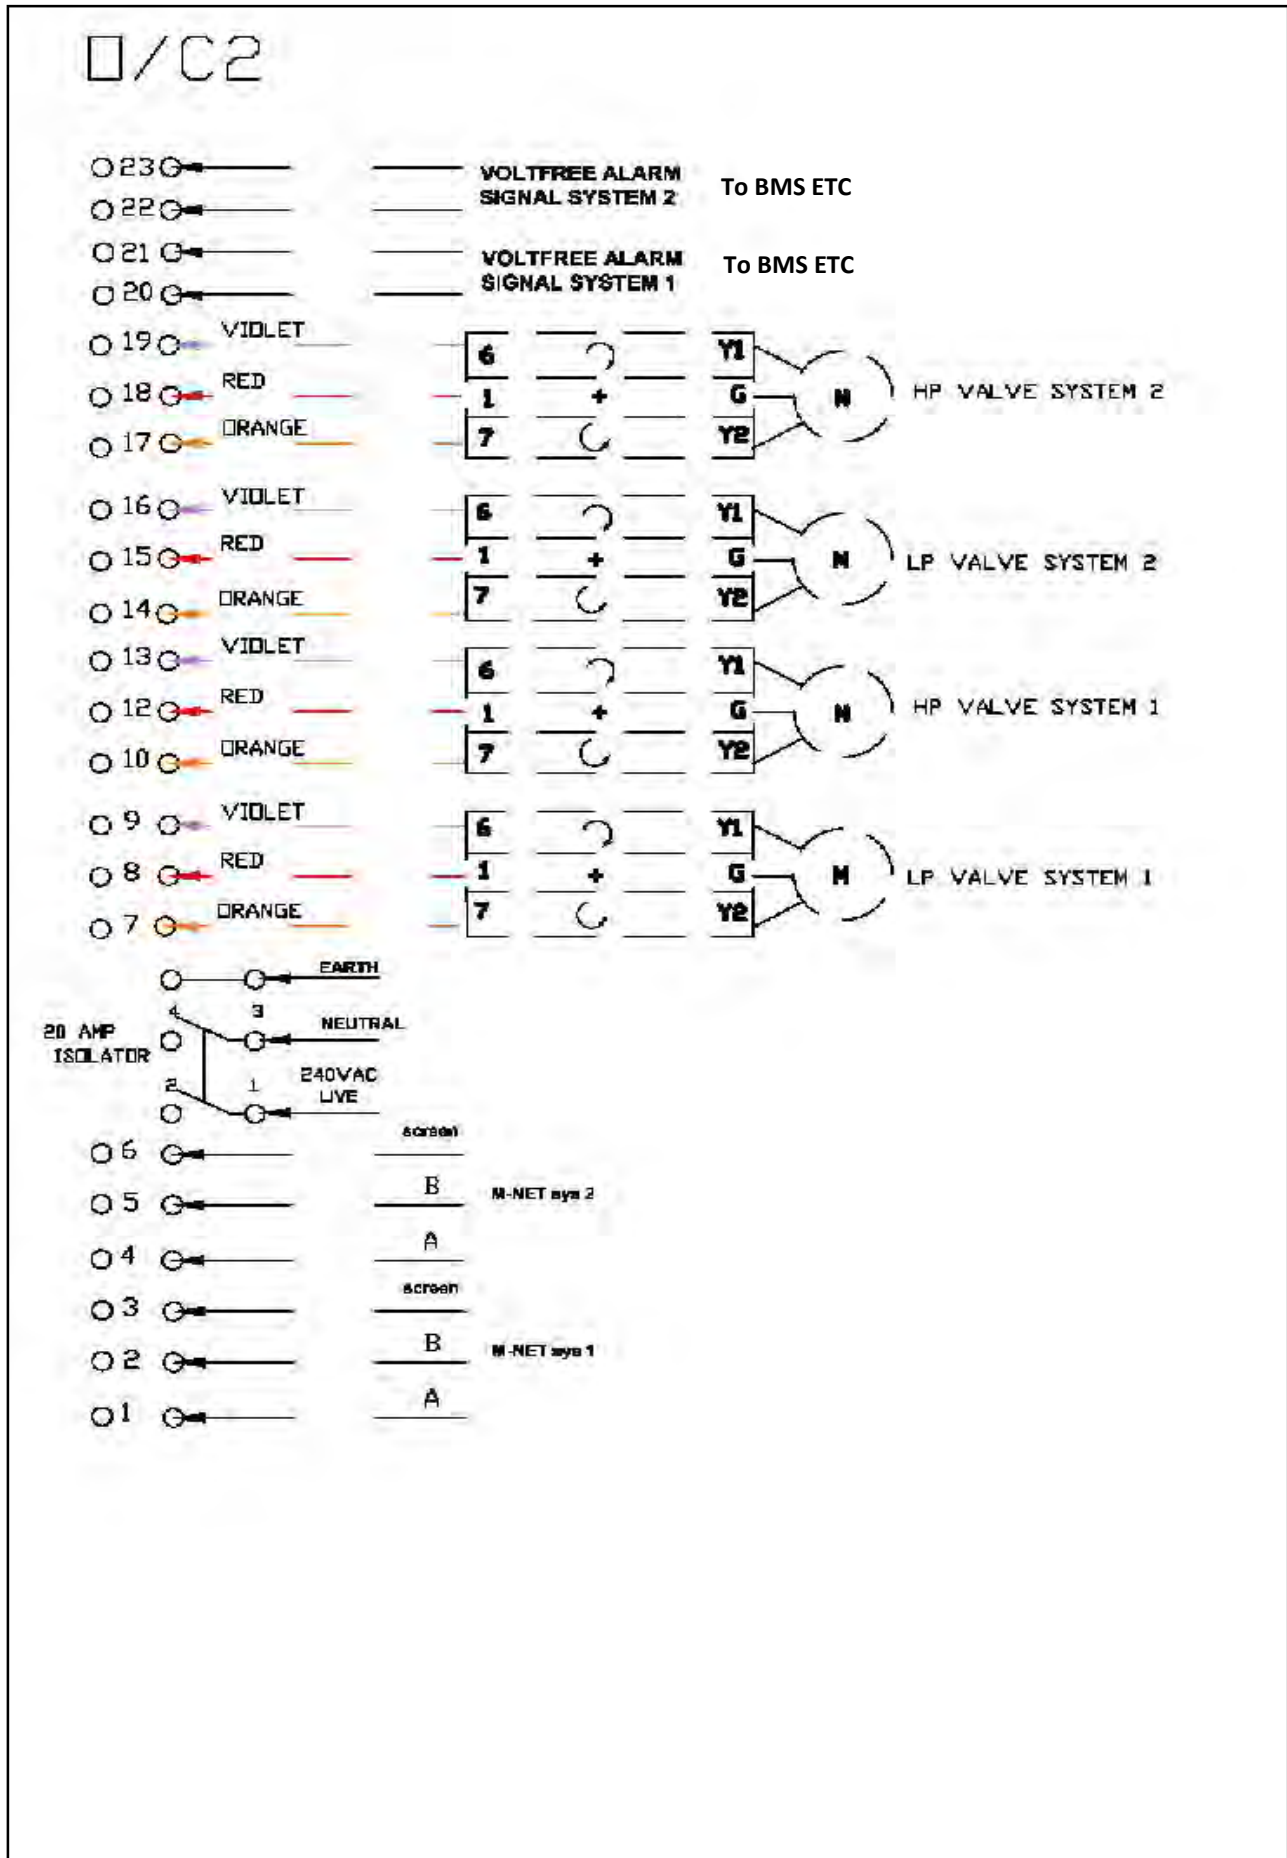 O/C2
23 VOLTFREE ALARM To BMS ETC
22 SIGNAL SYSTEM 2
21 VOLTFREE ALARM To BMS ETC
20 SIGNAL SYSTEM 1
19 VIOLET 6 Y1
18 RED 1 + G M HP VALVE SYSTEM 2
17 ORANGE 7 Y2
16 VIOLET 6 Y1
15 RED 1 + G M LP VALVE SYSTEM 2
14 ORANGE 7 Y2
13 VIOLET 6 Y1
12 RED 1 + G M HP VALVE SYSTEM 1
10 ORANGE 7 Y2
9 VIOLET 6 Y1
8 RED 1 + G M LP VALVE SYSTEM 1
7 ORANGE 7 Y2
EARTH
4 3
20 AMP NEUTRAL
ISOLATOR
2 1 240VAC
LIVE
6 screen
5 B M-NET sys 2
4 A
3 screen
2 B M-NET sys 1
1 A